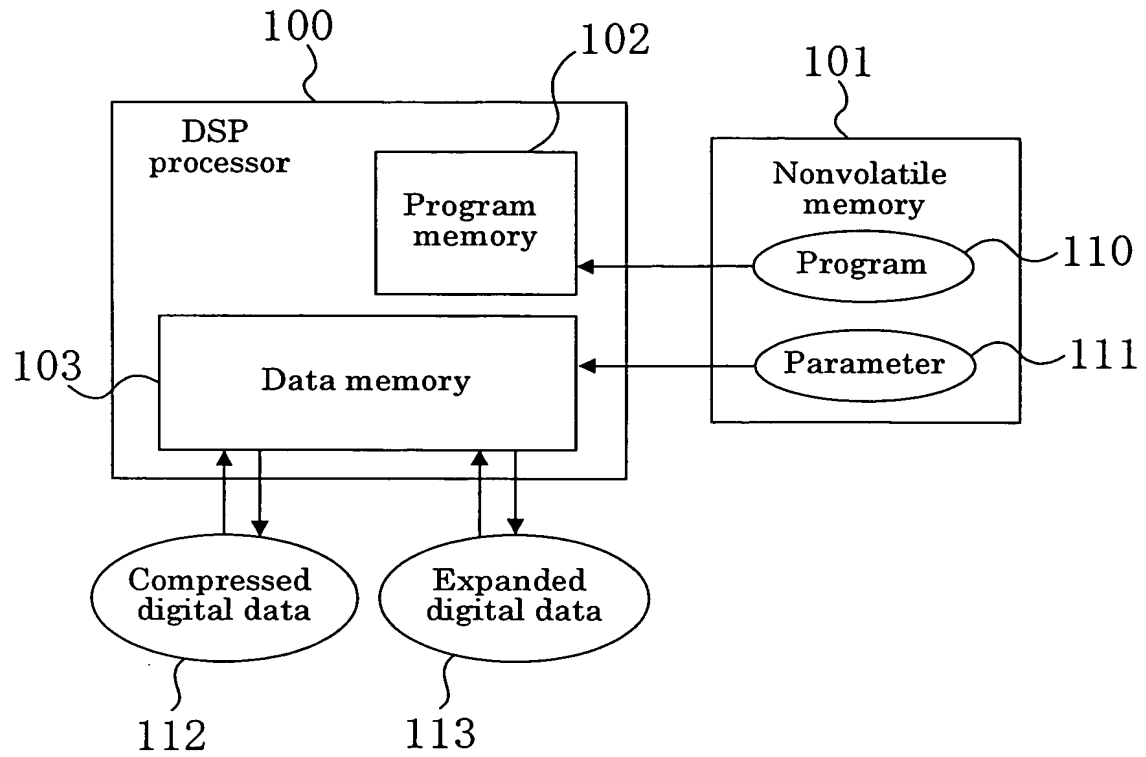 100
102
101
DSP
processor
Nonvolatile
memory
Program
memory
Program
110
103
Data memory
Parameter
111
Compressed
digital data
Expanded
digital data
112
113